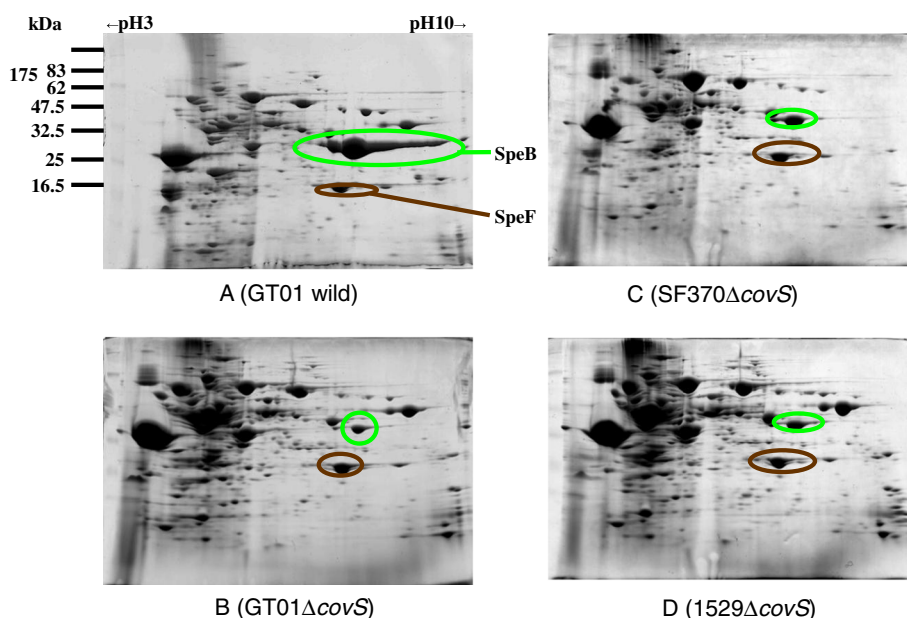 kDa
←pH3
pH10→
175
83
62
47.5
32.5
25
16.5
SpeB
SpeF
A (GT01 wild)
C (SF370ΔcovS)
B (GT01ΔcovS)
D (1529ΔcovS)